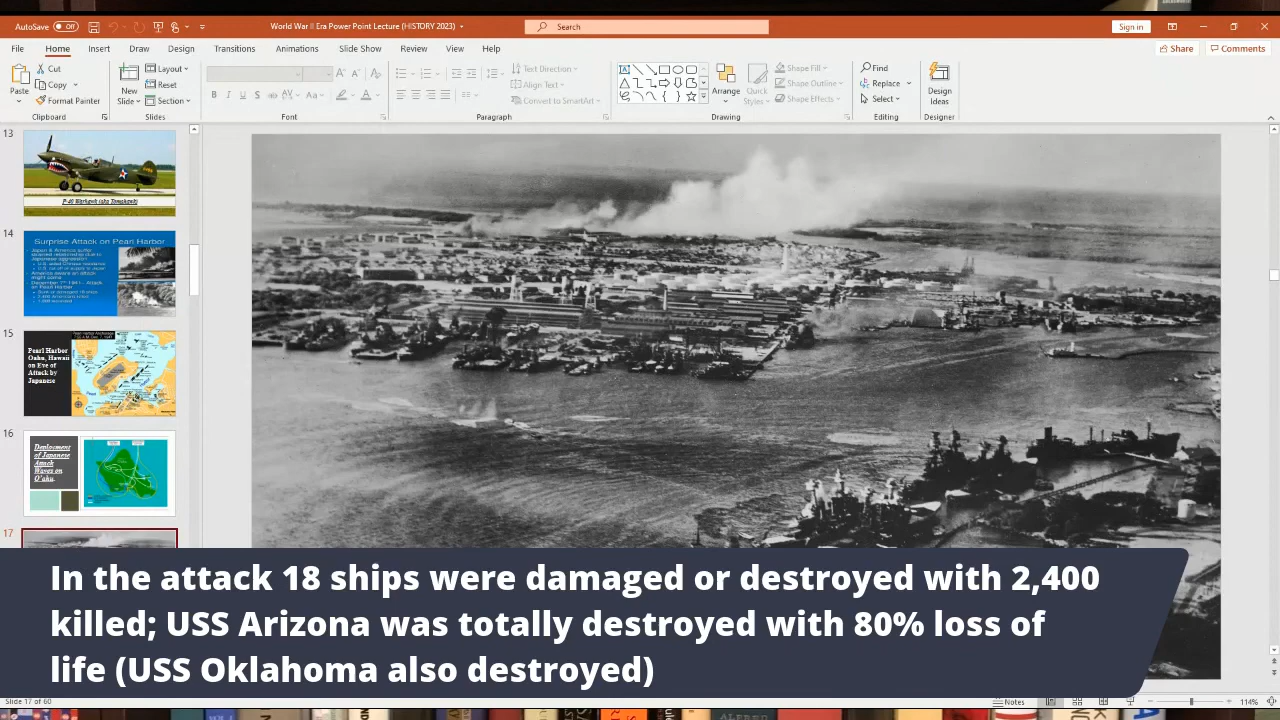 AutoSave Off
World War II Era Power Point Lecture (HISTORY 2023)
Search
Sign in
File Home Insert Draw Design Transitions Animations Slide Show Review View Help
Share Comments
Paste
Cut
Copy
Format Painter
New Slide
Layout
Reset
Section
Text Direction
Align Text
Convert to SmartArt
Arrange
Quick Styles
Shape Fill
Shape Outline
Shape Effects
Find
Replace
Select
Design Ideas
Clipboard Slides Font Paragraph Drawing Editing Designer
13
P-40 Warhawk (aka Tomahawk)
14
Surprise Attack on Pearl Harbor
15
Pearl Harbor
Oahu, Hawaii
on Eve of
Attack by
Japanese
16
Deployment
of Japanese
Attack
Waves on
O'ahu.
17
In the attack 18 ships were damaged or destroyed with 2,400
killed; USS Arizona was totally destroyed with 80% loss of
life (USS Oklahoma also destroyed)
Slide 17 of 60
Notes
114%